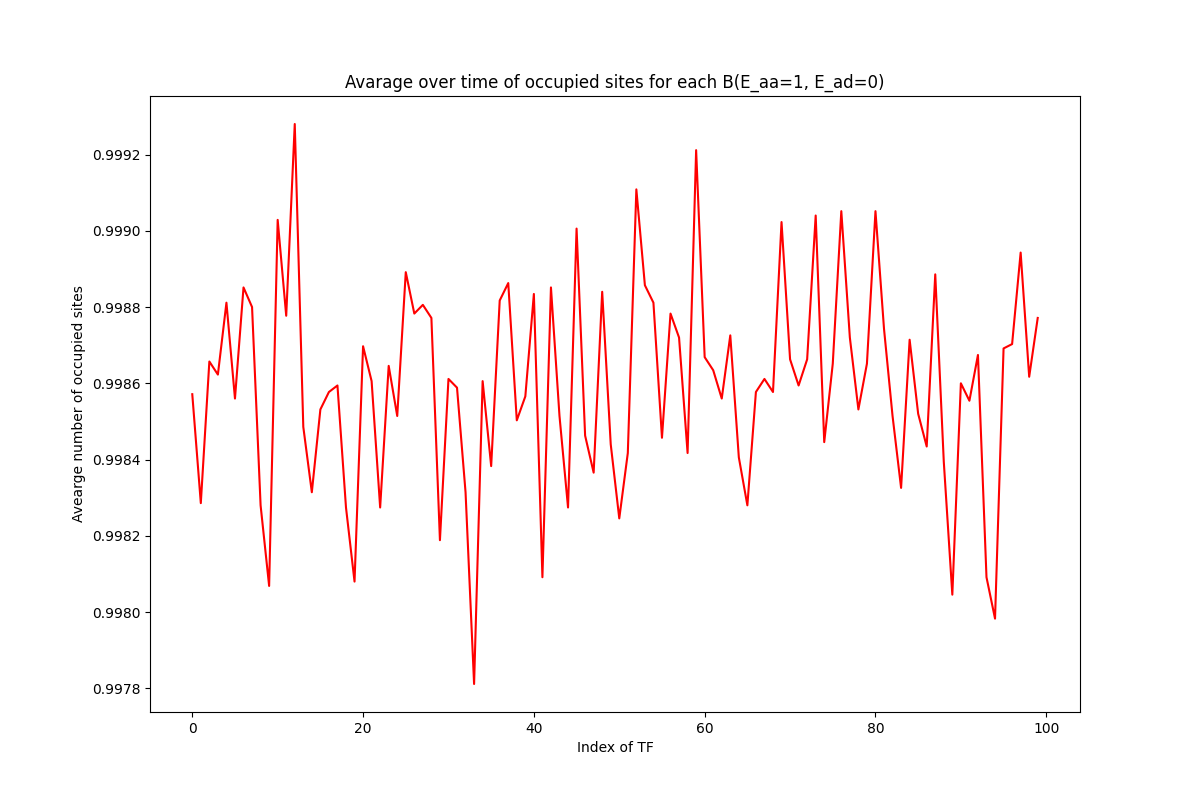 Avarage over time of occupied sites for each B(E_aa=1, E_ad=0)
0.9992
0.9990
0.9988
0.9986
0.9984
0.9982
0.9980
0.9978
Avearge number of occupied sites
0 20 40 60 80 100
Index of TF